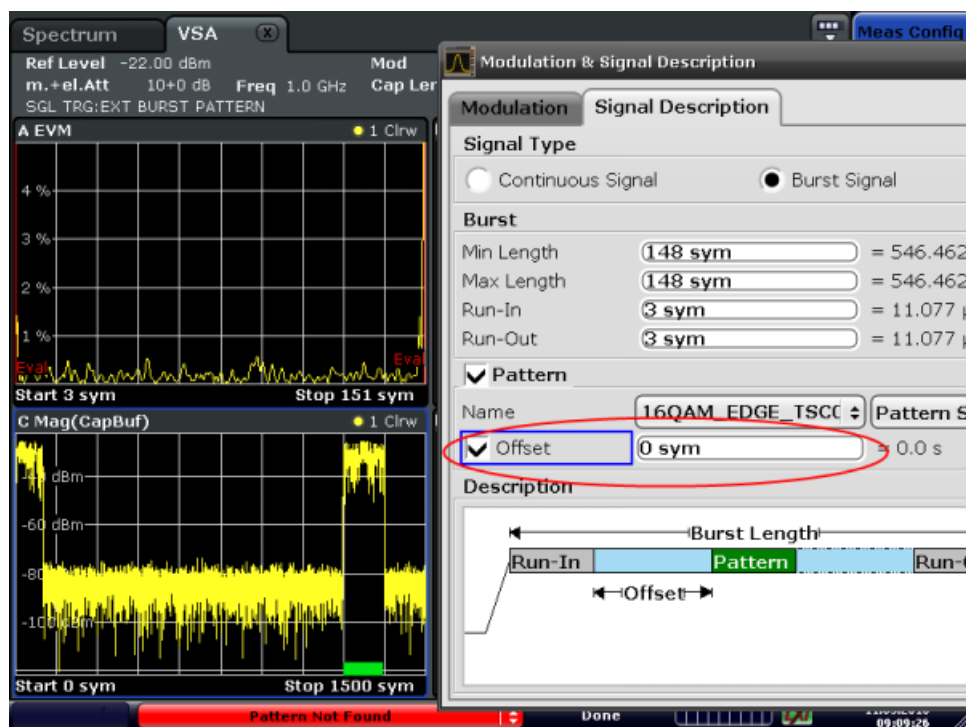 Spectrum VSA Meas Config
Ref Level -22.00 dBm Mod
m.+el.Att 10+0 dB Freq 1.0 GHz Cap Ler
SGL TRG:EXT BURST PATTERN
A EVM 1 Clrw
4 %
3 %
2 %
1 %
Eval Eval
Start 3 sym Stop 151 sym
C Mag(CapBuf) 1 Clrw
dBm
-60 dBm
-80
-100 dBm
Start 0 sym Stop 1500 sym
Modulation & Signal Description
Modulation Signal Description
Signal Type
Continuous Signal Burst Signal
Burst
Min Length 148 sym = 546.462
Max Length 148 sym = 546.462
Run-In 3 sym = 11.077 µ
Run-Out 3 sym = 11.077 µ
Pattern
Name 16QAM_EDGE_TSC( Pattern S
Offset 0 sym = 0.0 s
Description
Burst Length
Run-In Pattern Run-
Offset
Pattern Not Found Done
09:09:26